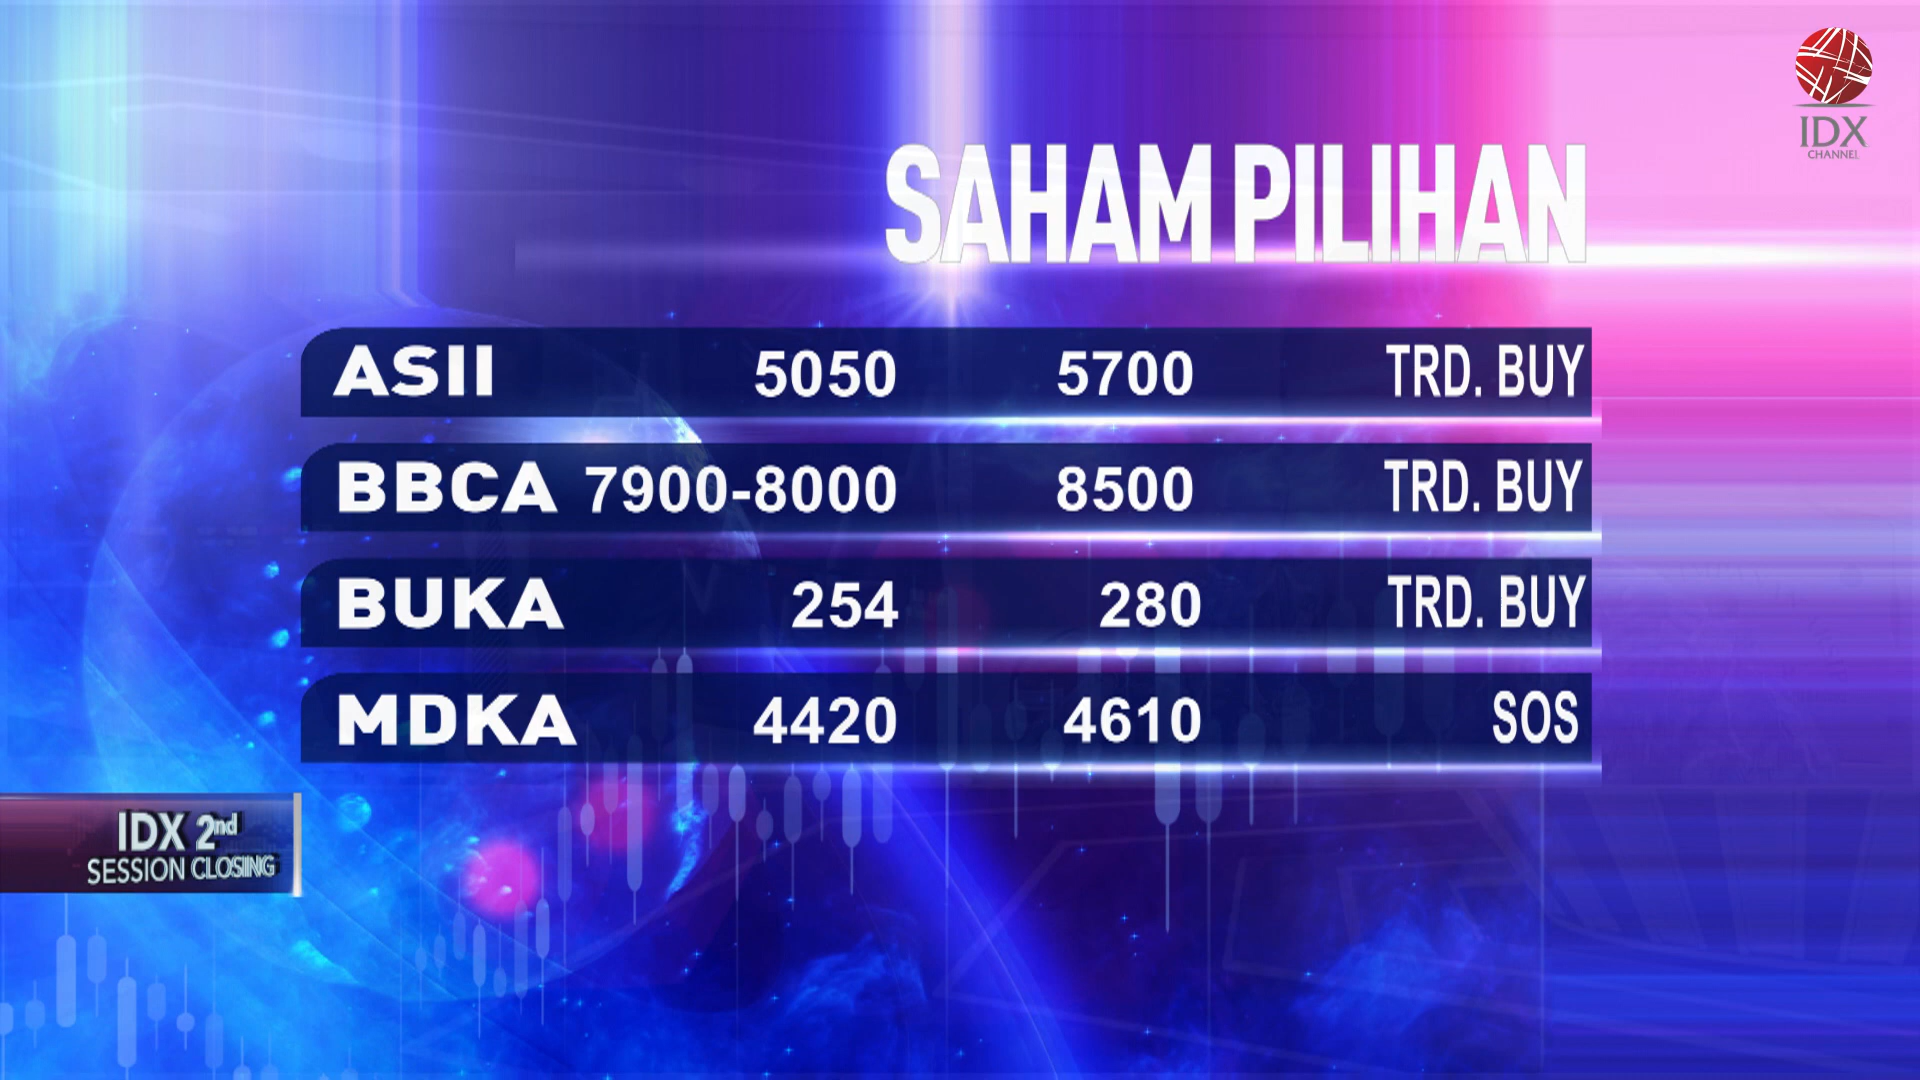 IDX
CHANNEL
SAHAM PILIHAN
ASII 5050 5700 TRD. BUY
BBCA 7900-8000 8500 TRD. BUY
BUKA 254 280 TRD. BUY
MDKA 4420 4610 SOS
IDX 2nd
SESSION CLOSING